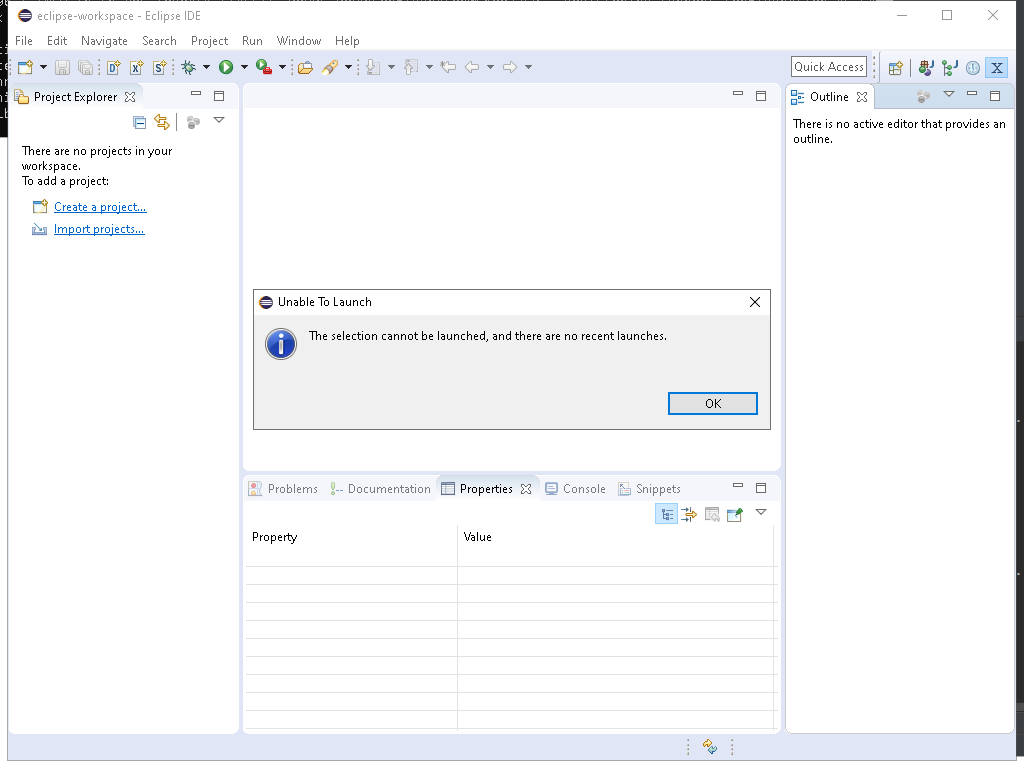 eclipse-workspace - Eclipse IDE
File Edit Navigate Search Project Run Window Help
Quick Access
Project Explorer
Outline
There are no projects in your
workspace.
To add a project:
Create a project...
Import projects...
There is no active editor that provides an
outline.
Unable To Launch
The selection cannot be launched, and there are no recent launches.
OK
Problems Documentation Properties Console Snippets
Property Value